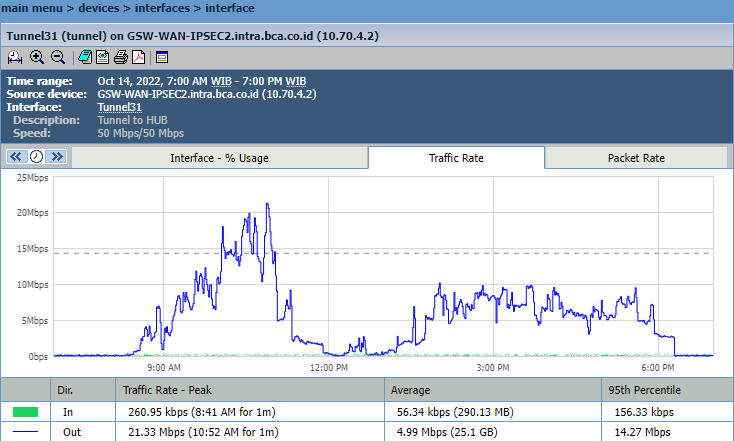 main menu > devices > interfaces > interface
Tunnel31 (tunnel) on GSW-WAN-IPSEC2.intra.bca.co.id (10.70.4.2)
Time range: Oct 14, 2022, 7:00 AM WIB - 7:00 PM WIB
Source device: GSW-WAN-IPSEC2.intra.bca.co.id (10.70.4.2)
Interface: Tunnel31
Description: Tunnel to HUB
Speed: 50 Mbps/50 Mbps
Interface - % Usage Traffic Rate Packet Rate
25Mbps
20Mbps
15Mbps
10Mbps
5Mbps
0bps
9:00 AM 12:00 PM 3:00 PM 6:00 PM
Dir. Traffic Rate - Peak Average 95th Percentile
In 260.95 kbps (8:41 AM for 1m) 56.34 kbps (290.13 MB) 156.33 kbps
Out 21.33 Mbps (10:52 AM for 1m) 4.99 Mbps (25.1 GB) 14.27 Mbps